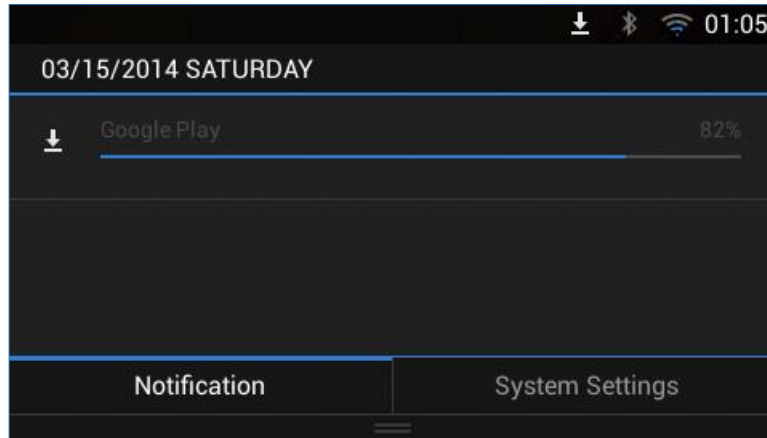 01:05
03/15/2014 SATURDAY
Google Play 82%
Notification System Settings